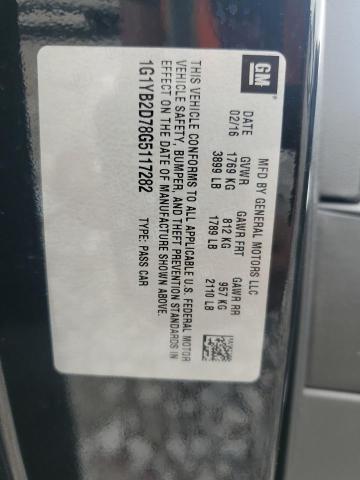 GM
MFD BY GENERAL MOTORS LLC
DATE GVWR GAWR FRT GAWR RR
02/16 1769 KG 812 KG 957 KG
3899 LB 1789 LB 2110 LB
THIS VEHICLE CONFORMS TO ALL APPLICABLE U.S. FEDERAL MOTOR
VEHICLE SAFETY, BUMPER, AND THEFT PREVENTION STANDARDS IN
EFFECT ON THE DATE OF MANUFACTURE SHOWN ABOVE.
1G1YB2D78G5117282 TYPE: PASS CAR